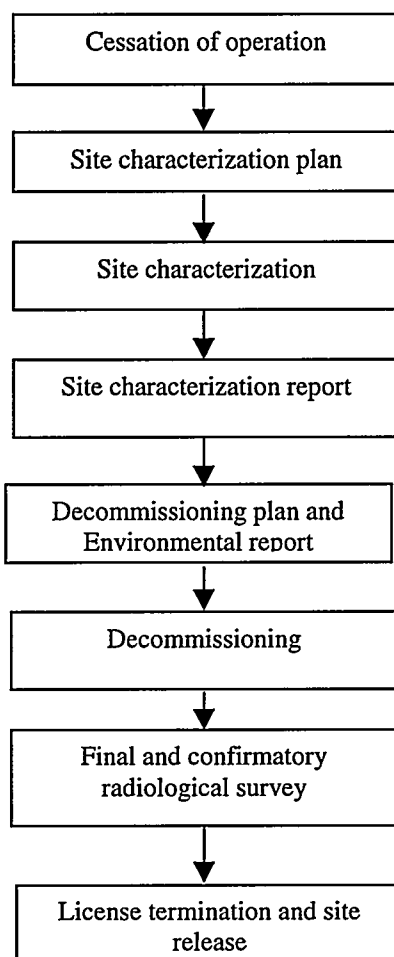 Cessation of operation
Site characterization plan
Site characterization
Site characterization report
Decommissioning plan and
Environmental report
Decommissioning
Final and confirmatory
radiological survey
License termination and site
release